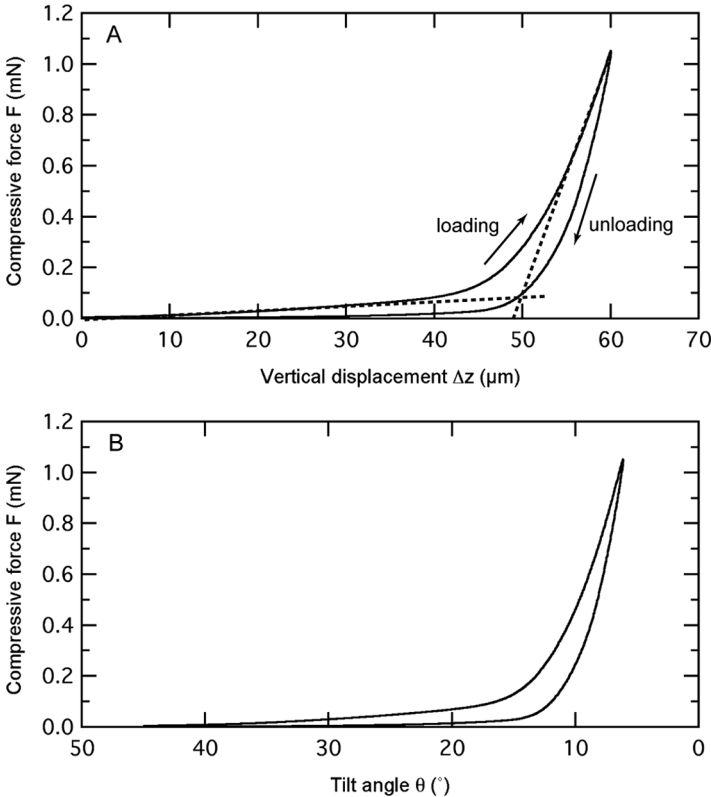 A
1.2
1.0
0.8
0.6
0.4
0.2
0.0
Compressive force F (mN)
loading
unloading
0 10 20 30 40 50 60 70
Vertical displacement Δz (µm)
B
1.2
1.0
0.8
0.6
0.4
0.2
0.0
Compressive force F (mN)
50 40 30 20 10 0
Tilt angle θ (°)